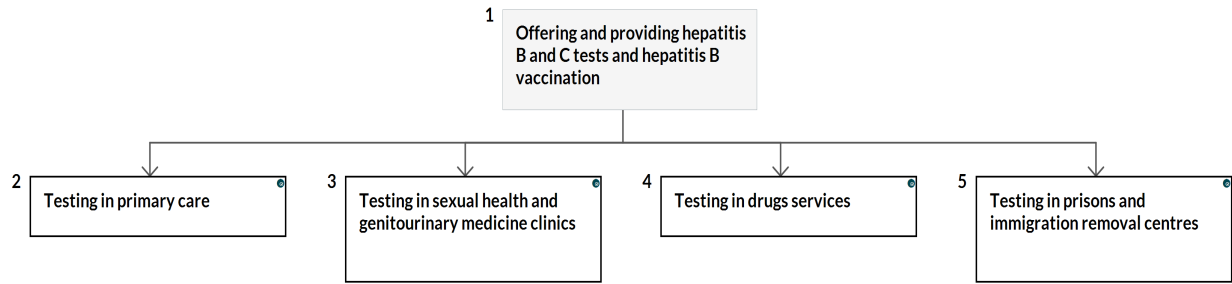 1
Offering and providing hepatitis
B and C tests and hepatitis B
vaccination
2
Testing in primary care
3
Testing in sexual health and
genitourinary medicine clinics
4
Testing in drugs services
5
Testing in prisons and
immigration removal centres